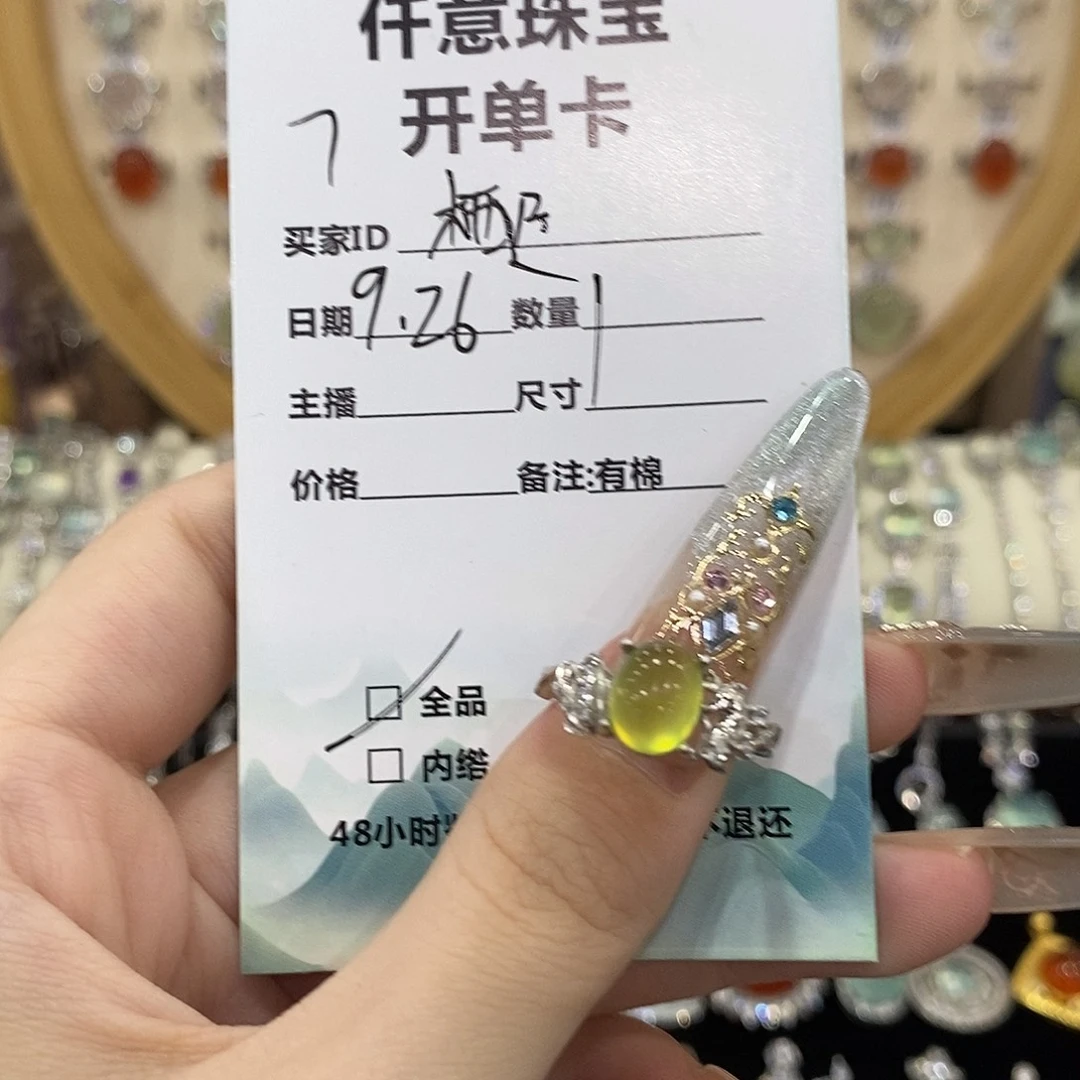 仟意珠宝
开单卡
7
买家ID
日期 9.26 数量 1
主播 尺寸
价格 备注:有棉
全品
内绺
48小时 不退还